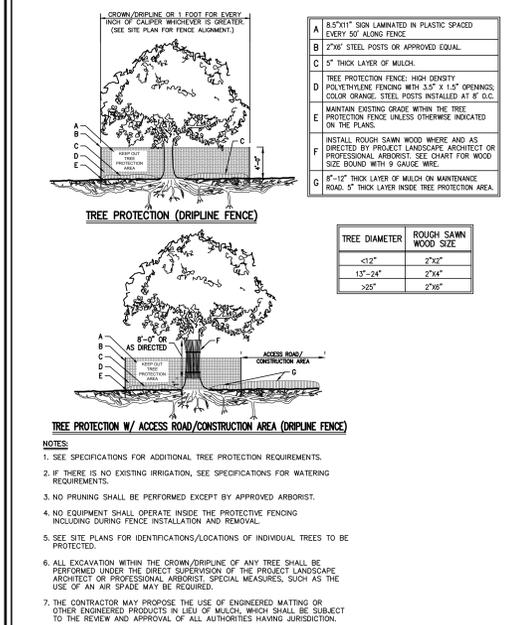 CROWN/DRIPLINE OR 1 FOOT FOR EVERY
INCH OF CALIPER WHICHEVER IS GREATER.
(SEE SITE PLAN FOR FENCE ALIGNMENT.)
A
B
C
D
E
KEEP OUT
TREE
PROTECTION
AREA
C
4'
TREE PROTECTION (DRIPLINE FENCE)
A 8.5"X11" SIGN LAMINATED IN PLASTIC SPACED
EVERY 50' ALONG FENCE
B 2"X6' STEEL POSTS OR APPROVED EQUAL.
C 5" THICK LAYER OF MULCH.
D TREE PROTECTION FENCE: HIGH DENSITY
POLYETHYLENE FENCING WITH 3.5" X 1.5" OPENINGS;
COLOR ORANGE. STEEL POSTS INSTALLED AT 8' O.C.
E MAINTAIN EXISTING GRADE WITHIN THE TREE
PROTECTION FENCE UNLESS OTHERWISE INDICATED
ON THE PLANS.
F INSTALL ROUGH SAWN WOOD WHERE AND AS
DIRECTED BY PROJECT LANDSCAPE ARCHITECT OR
PROFESSIONAL ARBORIST. SEE CHART FOR WOOD
SIZE BOUND WITH 9 GAUGE WIRE.
G 8"-12" THICK LAYER OF MULCH ON MAINTENANCE
ROAD. 5" THICK LAYER INSIDE TREE PROTECTION AREA.
TREE DIAMETER ROUGH SAWN
WOOD SIZE
<12" 2"X2"
13"-24" 2"X4"
>25" 2"X6"
A
B
C
D
E
8'-0" OR
AS DIRECTED
F
KEEP OUT
TREE
PROTECTION
AREA
ACCESS ROAD/
CONSTRUCTION AREA
G
TREE PROTECTION W/ ACCESS ROAD/CONSTRUCTION AREA (DRIPLINE FENCE)
NOTES:
1. SEE SPECIFICATIONS FOR ADDITIONAL TREE PROTECTION REQUIREMENTS.
2. IF THERE IS NO EXISTING IRRIGATION, SEE SPECIFICATIONS FOR WATERING
REQUIREMENTS.
3. NO PRUNING SHALL BE PERFORMED EXCEPT BY APPROVED ARBORIST.
4. NO EQUIPMENT SHALL OPERATE INSIDE THE PROTECTIVE FENCING
INCLUDING DURING FENCE INSTALLATION AND REMOVAL.
5. SEE SITE PLANS FOR IDENTIFICATIONS/LOCATIONS OF INDIVIDUAL TREES TO BE
PROTECTED.
6. ALL EXCAVATION WITHIN THE CROWN/DRIPLINE OF ANY TREE SHALL BE
PERFORMED UNDER THE DIRECT SUPERVISION OF THE PROJECT LANDSCAPE
ARCHITECT OR PROFESSIONAL ARBORIST. SPECIAL MEASURES, SUCH AS THE
USE OF AN AIR SPADE MAY BE REQUIRED.
7. THE CONTRACTOR MAY PROPOSE THE USE OF ENGINEERED MATTING OR
OTHER ENGINEERED PRODUCTS IN LIEU OF MULCH, WHICH SHALL BE SUBJECT
TO THE REVIEW AND APPROVAL OF ALL AUTHORITIES HAVING JURISDICTION.